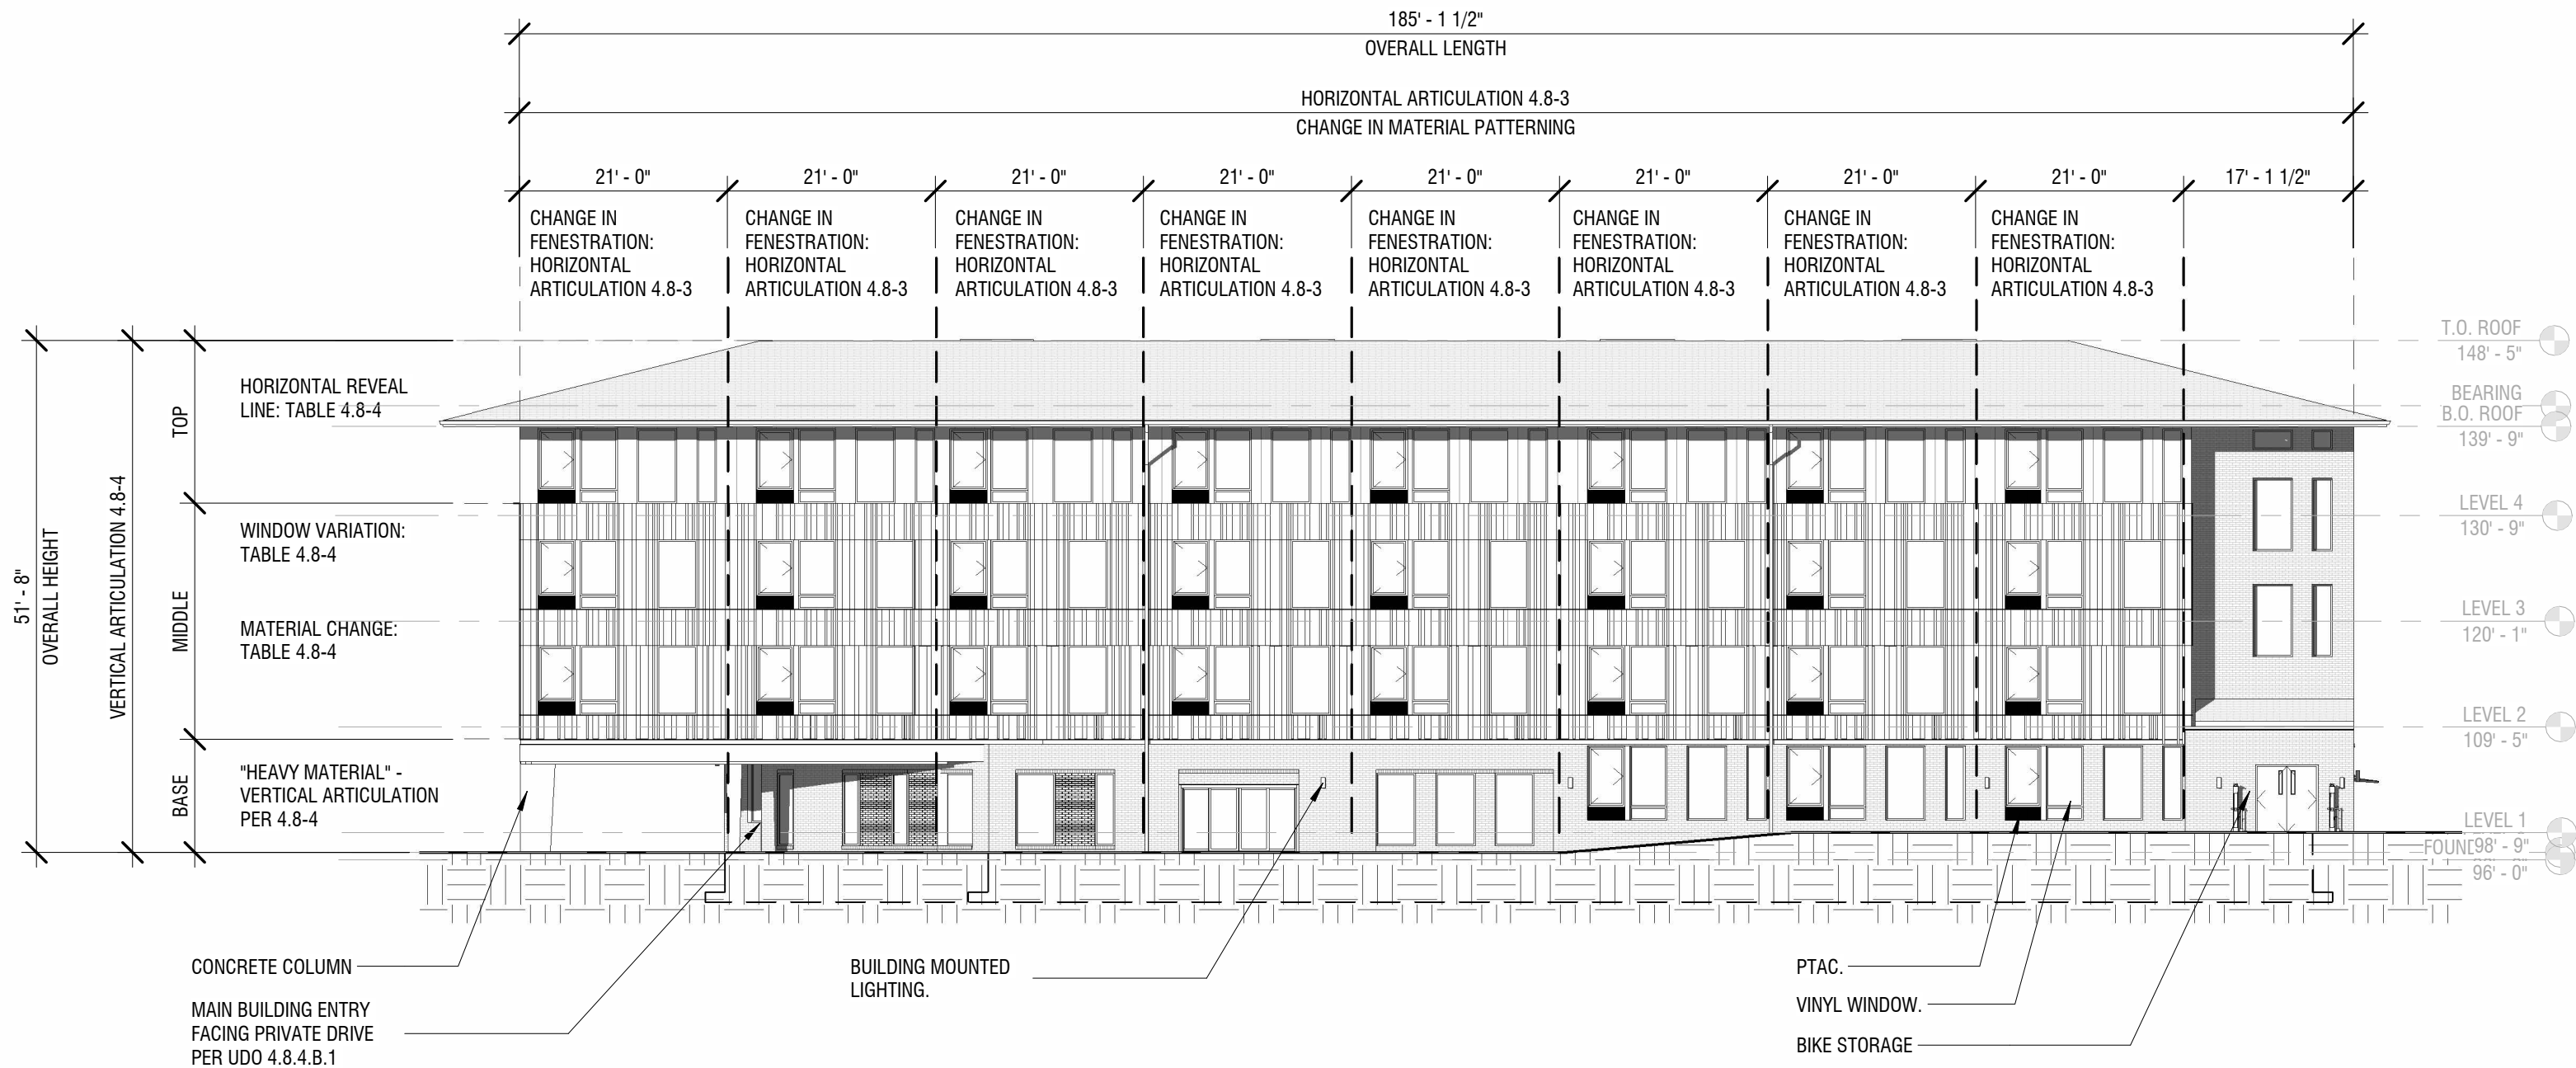 185' - 1 1/2"
OVERALL LENGTH
HORIZONTAL ARTICULATION 4.8-3
CHANGE IN MATERIAL PATTERNING
21' - 0"
21' - 0"
21' - 0"
21' - 0"
21' - 0"
21' - 0"
21' - 0"
21' - 0"
17' - 1 1/2"
CHANGE IN
FENESTRATION:
HORIZONTAL
ARTICULATION 4.8-3
CHANGE IN
FENESTRATION:
HORIZONTAL
ARTICULATION 4.8-3
CHANGE IN
FENESTRATION:
HORIZONTAL
ARTICULATION 4.8-3
CHANGE IN
FENESTRATION:
HORIZONTAL
ARTICULATION 4.8-3
CHANGE IN
FENESTRATION:
HORIZONTAL
ARTICULATION 4.8-3
CHANGE IN
FENESTRATION:
HORIZONTAL
ARTICULATION 4.8-3
CHANGE IN
FENESTRATION:
HORIZONTAL
ARTICULATION 4.8-3
CHANGE IN
FENESTRATION:
HORIZONTAL
ARTICULATION 4.8-3
51' - 8"
OVERALL HEIGHT
VERTICAL ARITICULATION 4.8-4
TOP
MIDDLE
BASE
HORIZONTAL REVEAL
LINE: TABLE 4.8-4
WINDOW VARIATION:
TABLE 4.8-4
MATERIAL CHANGE:
TABLE 4.8-4
"HEAVY MATERIAL" -
VERTICAL ARTICULATION
PER 4.8-4
T.O. ROOF
148' - 5"
BEARING
B.O. ROOF
139' - 9"
LEVEL 4
130' - 9"
LEVEL 3
120' - 1"
LEVEL 2
109' - 5"
LEVEL 1
98' - 9"
96' - 0"
CONCRETE COLUMN
MAIN BUILDING ENTRY
FACING PRIVATE DRIVE
PER UDO 4.8.4.B.1
BUILDING MOUNTED
LIGHTING.
PTAC.
VINYL WINDOW.
BIKE STORAGE